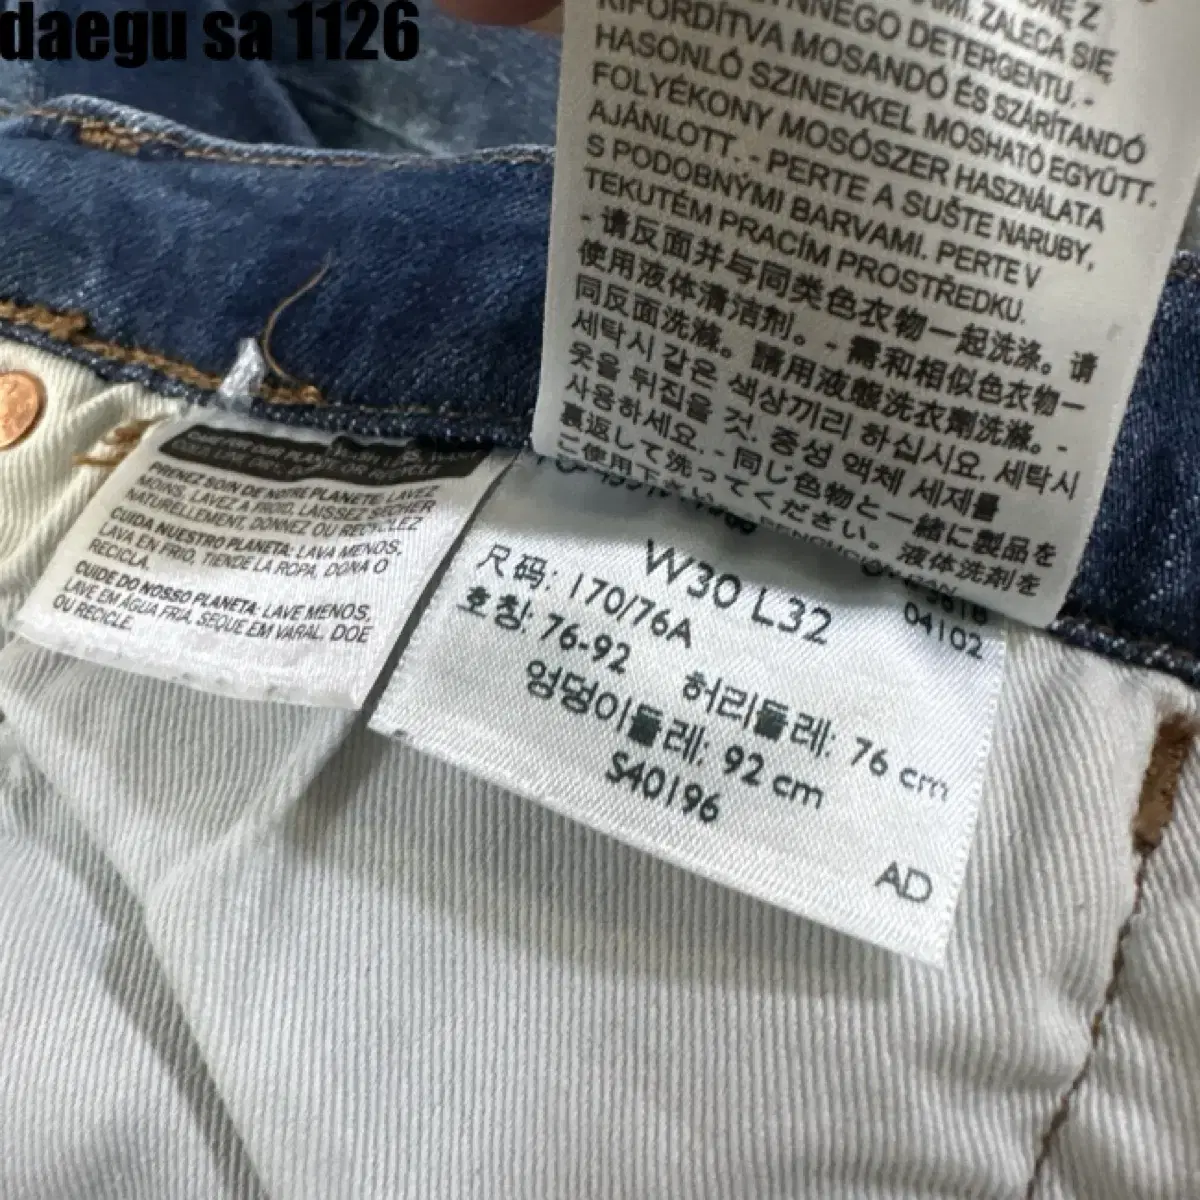 daegu sa 1126
KIFORDÍTVA MOSANDÓ ÉS SZÁRÍTANDÓ
HASONLÓ SZINEKKEL MOSHATÓ EGYÜTT.
FOLYÉKONY MOSÓSZER HASZNÁLATA
AJÁNLOTT. - PERTE A SUŠTE NARUBY,
S PODOBNÝMI BARVAMI. PERTE V
TEKUTÉM PRACÍM PROSTŘEDKU.
- 请反面并与同类色衣物一起洗涤。请
使用液体清洁剂。- 需和相似色衣物一
同反面洗滌。請用液態洗衣劑洗滌。-
세탁시 같은 색상끼리 하십시요. 세탁시
옷을 뒤집을 것. 중성 액체 세제를
사용하세요. - 同じ色物と一緒に製品を
裏返して洗ってください。液体洗剤を
ご使用下さい。
PRENEZ SOIN DE NOTRE PLANETE: LAVEZ
MOINS, LAVEZ A FROID, LAISSEZ SECHER
NATURELLEMENT, DONNEZ OU RECYCLEZ
CUIDA NUESTRO PLANETA: LAVA MENOS,
LAVA EN FRIO, TIENDE LA ROPA, DONA O
RECICLA.
CUIDE DO NOSSO PLANETA: LAVE MENOS,
LAVE EM ÁGUA FRIA, SEQUE EM VARAL, DOE
OU RECICLE.
04102
W30 L32
尺码: 170/76A
호칭: 76-92 허리둘레: 76 cm
엉덩이둘레: 92 cm
S40196
AD